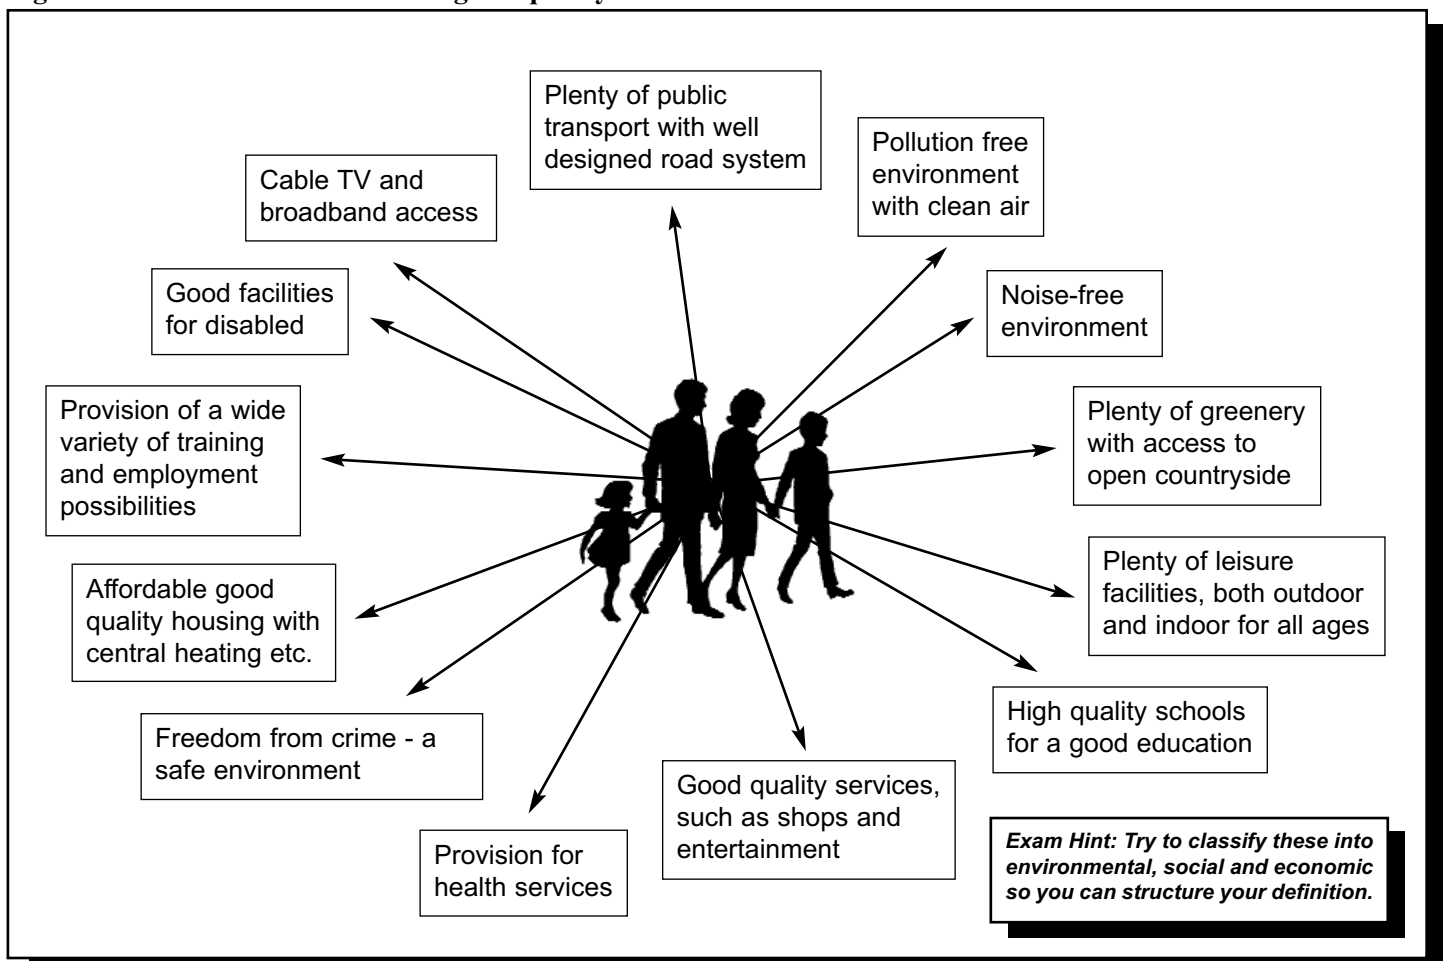 Plenty of public
transport with well
designed road system
Pollution free
environment
with clean air
Cable TV and
broadband access
Good facilities
for disabled
Noise-free
environment
Provision of a wide
variety of training
and employment
possibilities
Plenty of greenery
with access to
open countryside
Affordable good
quality housing with
central heating etc.
Plenty of leisure
facilities, both outdoor
and indoor for all ages
Freedom from crime - a
safe environment
High quality schools
for a good education
Provision for
health services
Good quality services,
such as shops and
entertainment
Exam Hint: Try to classify these into
environmental, social and economic
so you can structure your definition.